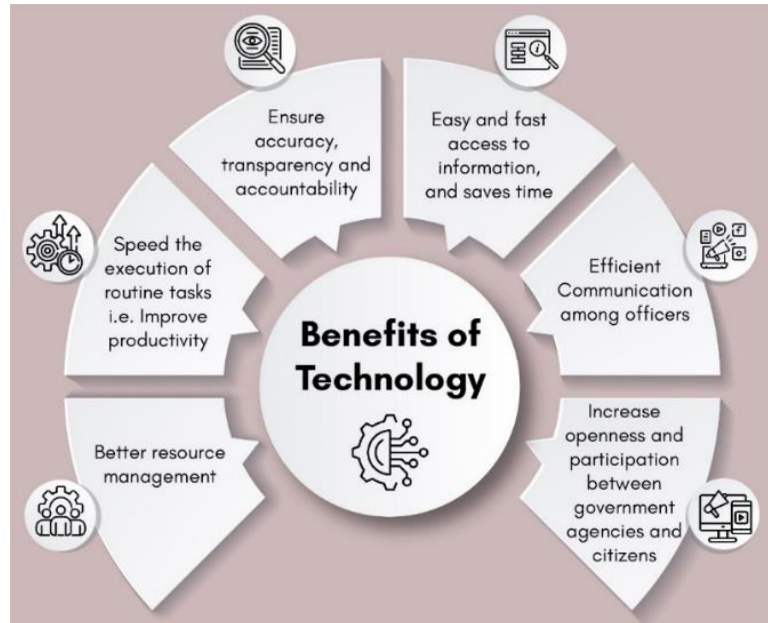 Benefits of
Technology
Better resource
management
Speed the
execution of
routine tasks
i.e. Improve
productivity
Ensure
accuracy,
transparency and
accountability
Easy and fast
access to
information,
and saves time
Efficient
Communication
among officers
Increase
openness and
participation
between
government
agencies and
citizens